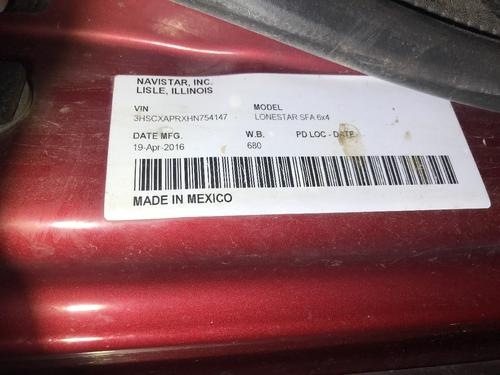 NAVISTAR, INC.
LISLE, ILLINOIS
VIN MODEL
3HSCXAPRXHN754147 LONESTAR SFA 6x4
DATE MFG. W.B. PD LOC - DATE
19-Apr-2016 680
MADE IN MEXICO